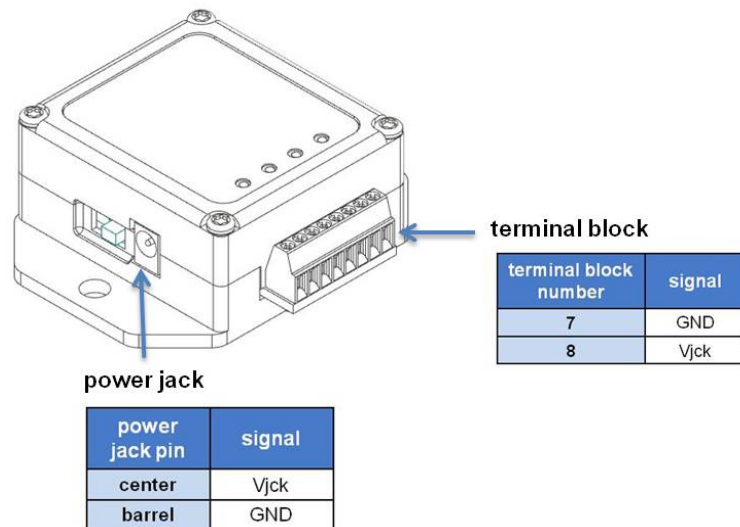 terminal block
terminal block number signal
7 GND
8 Vjck
power jack
power jack pin signal
center Vjck
barrel GND